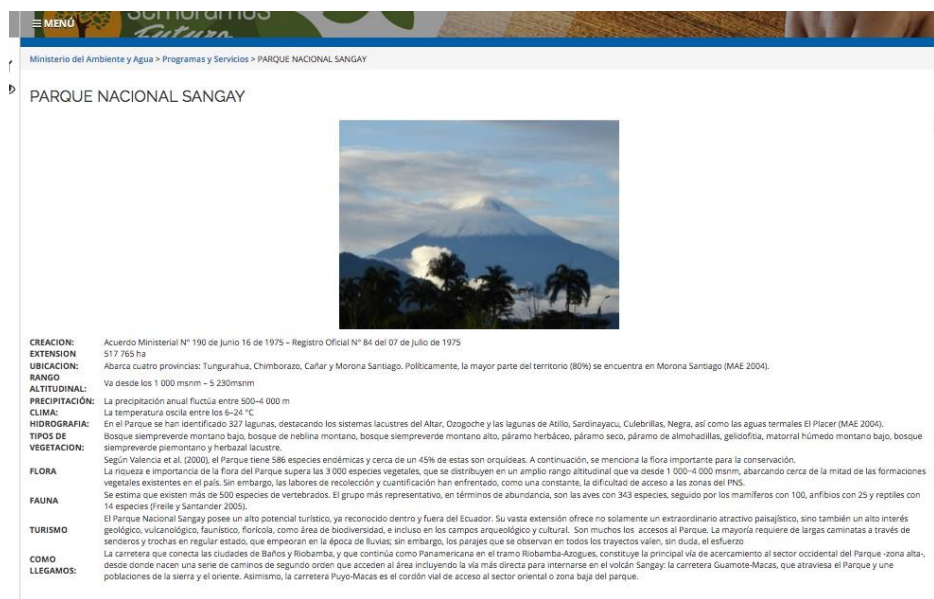 ≡ MENÚ
Sembramos
Futuro
Ministerio del Ambiente y Agua > Programas y Servicios > PARQUE NACIONAL SANGAY
PARQUE NACIONAL SANGAY
CREACION: Acuerdo Ministerial N° 190 de Junio 16 de 1975 – Registro Oficial N° 84 del 07 de Julio de 1975
EXTENSION 517 765 ha
UBICACION: Abarca cuatro provincias: Tungurahua, Chimborazo, Cañar y Morona Santiago. Políticamente, la mayor parte del territorio (80%) se encuentra en Morona Santiago (MAE 2004).
RANGO ALTITUDINAL: Va desde los 1 000 msnm – 5 230msnm
PRECIPITACIÓN: La precipitación anual fluctúa entre 500–4 000 m
CLIMA: La temperatura oscila entre los 6–24 °C
HIDROGRAFIA: En el Parque se han identificado 327 lagunas, destacando los sistemas lacustres del Altar, Ozogoche y las lagunas de Atillo, Sardinayacu, Culebrillas, Negra, así como las aguas termales El Placer (MAE 2004).
TIPOS DE VEGETACION: Bosque siempreverde montano bajo, bosque de neblina montano, bosque siempreverde montano alto, páramo herbáceo, páramo seco, páramo de almohadillas, gelidofitia, matorral húmedo montano bajo, bosque
siempreverde piemontano y herbazal lacustre.
Según Valencia et al. (2000), el Parque tiene 586 especies endémicas y cerca de un 45% de estas son orquídeas. A continuación, se menciona la flora importante para la conservación.
FLORA La riqueza e importancia de la flora del Parque supera las 3 000 especies vegetales, que se distribuyen en un amplio rango altitudinal que va desde 1 000–4 000 msnm, abarcando cerca de la mitad de las formaciones
vegetales existentes en el país. Sin embargo, las labores de recolección y cuantificación han enfrentado, como una constante, la dificultad de acceso a las zonas del PNS.
FAUNA Se estima que existen más de 500 especies de vertebrados. El grupo más representativo, en términos de abundancia, son las aves con 343 especies, seguido por los mamíferos con 100, anfibios con 25 y reptiles con
14 especies (Freile y Santander 2005).
El Parque Nacional Sangay posee un alto potencial turístico, ya reconocido dentro y fuera del Ecuador. Su vasta extensión ofrece no solamente un extraordinario atractivo paisajístico, sino también un alto interés
TURISMO geológico, vulcanológico, faunístico, florícola, como área de biodiversidad, e incluso en los campos arqueológico y cultural. Son muchos los accesos al Parque. La mayoría requiere de largas caminatas a través de
senderos y trochas en regular estado, que empeoran en la época de lluvias; sin embargo, los parajes que se observan en todos los trayectos valen, sin duda, el esfuerzo
COMO LLEGAMOS: La carretera que conecta las ciudades de Baños y Riobamba, y que continúa como Panamericana en el tramo Riobamba-Azogues, constituye la principal vía de acercamiento al sector occidental del Parque -zona alta-,
desde donde nacen una serie de caminos de segundo orden que acceden al área incluyendo la vía más directa para internarse en el volcán Sangay: la carretera Guamote-Macas, que atraviesa el Parque y une
poblaciones de la sierra y el oriente. Asimismo, la carretera Puyo-Macas es el cordón vial de acceso al sector oriental o zona baja del parque.